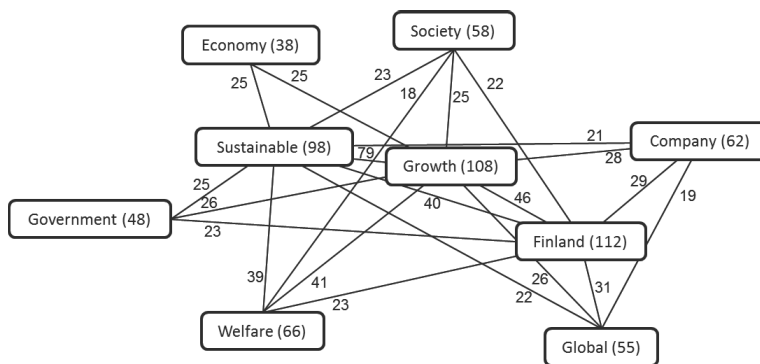 Society (58)
Economy (38)
25
25
23
18
25
22
Sustainable (98)
79
Growth (108)
21
28
Company (62)
25
26
40
46
29
19
Government (48)
23
Finland (112)
39
41
23
22
26
31
Welfare (66)
Global (55)